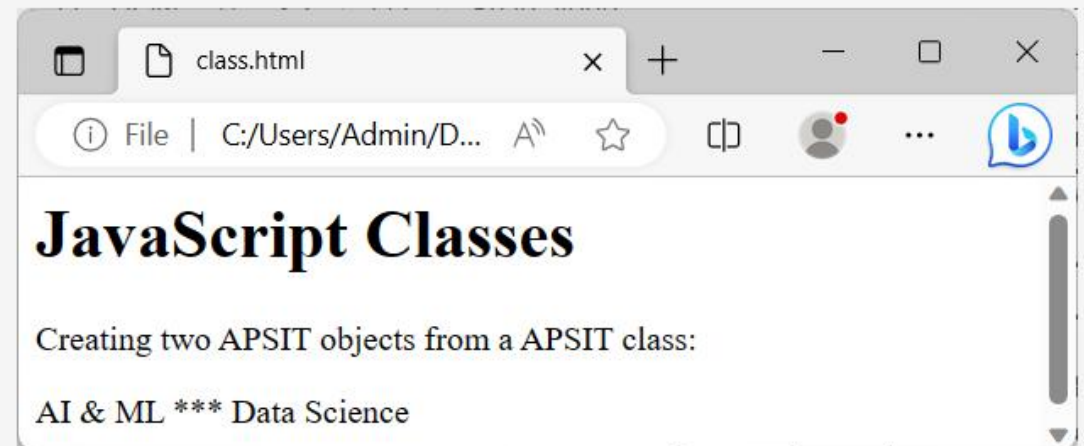 class.html
File | C:/Users/Admin/D... A
JavaScript Classes
Creating two APSIT objects from a APSIT class:
AI & ML *** Data Science